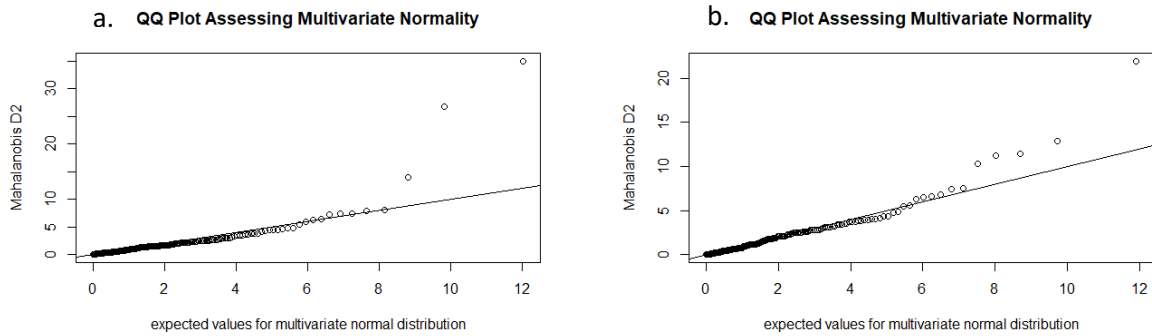 a. QQ Plot Assessing Multivariate Normality
Mahalanobis D2
0 5 10 20 30
0 2 4 6 8 10 12
expected values for multivariate normal distribution
b. QQ Plot Assessing Multivariate Normality
Mahalanobis D2
0 5 10 15 20
0 2 4 6 8 10 12
expected values for multivariate normal distribution